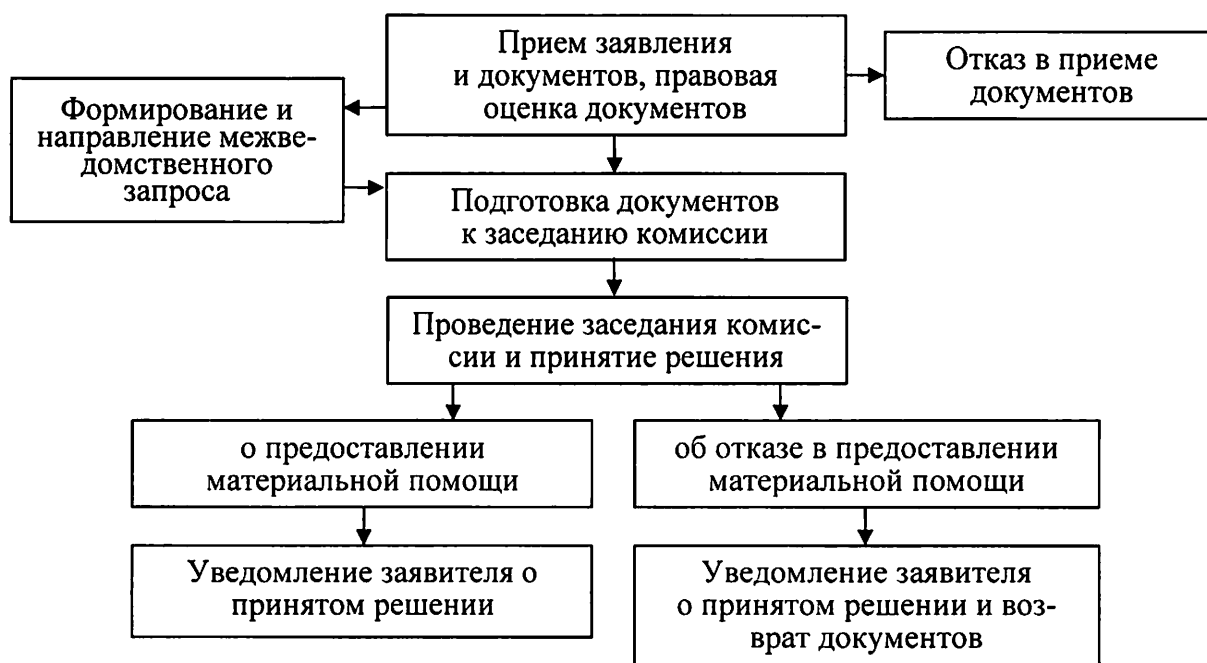 Прием заявления
и документов, правовая
оценка документов
Отказ в приеме
документов
Формирование и
направление межве-
домственного
запроса
Подготовка документов
к заседанию комиссии
Проведение заседания комис-
сии и принятие решения
о предоставлении
материальной помощи
об отказе в предоставлении
материальной помощи
Уведомление заявителя о
принятом решении
Уведомление заявителя
о принятом решении и воз-
врат документов